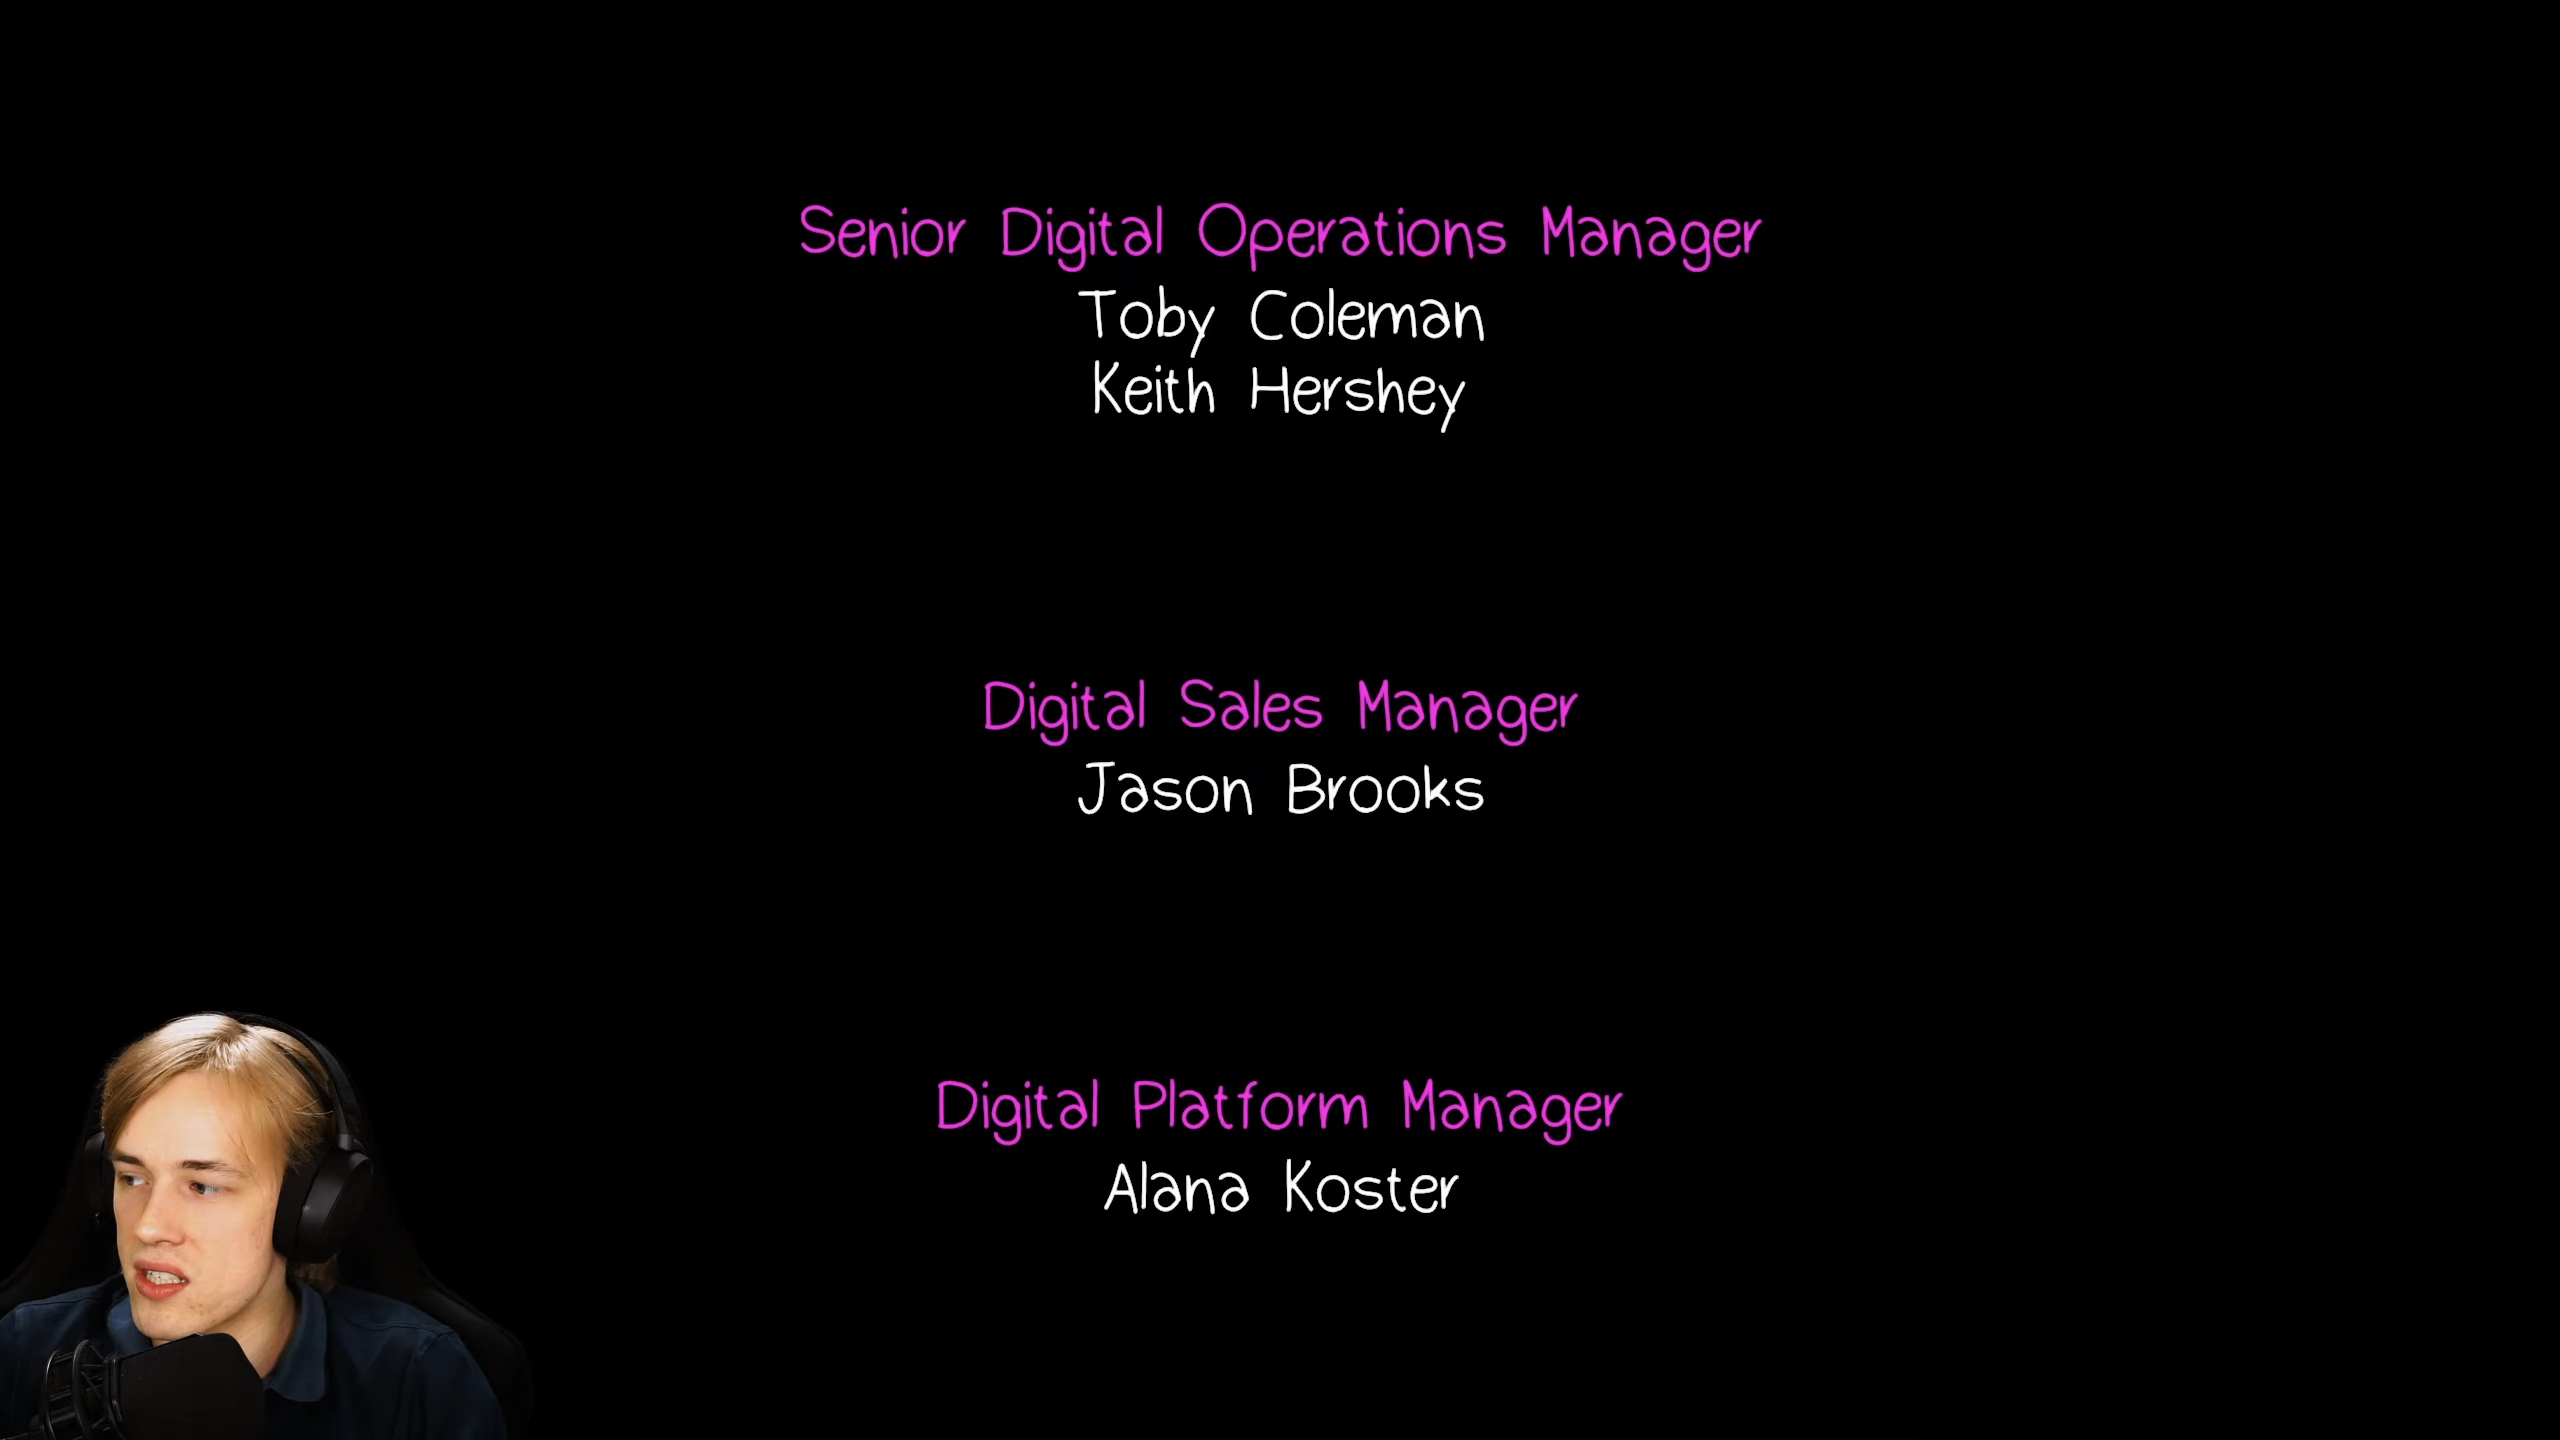 Senior Digital Operations Manager
Toby Coleman
Keith Hershey
Digital Sales Manager
Jason Brooks
Digital Platform Manager
Alana Koster